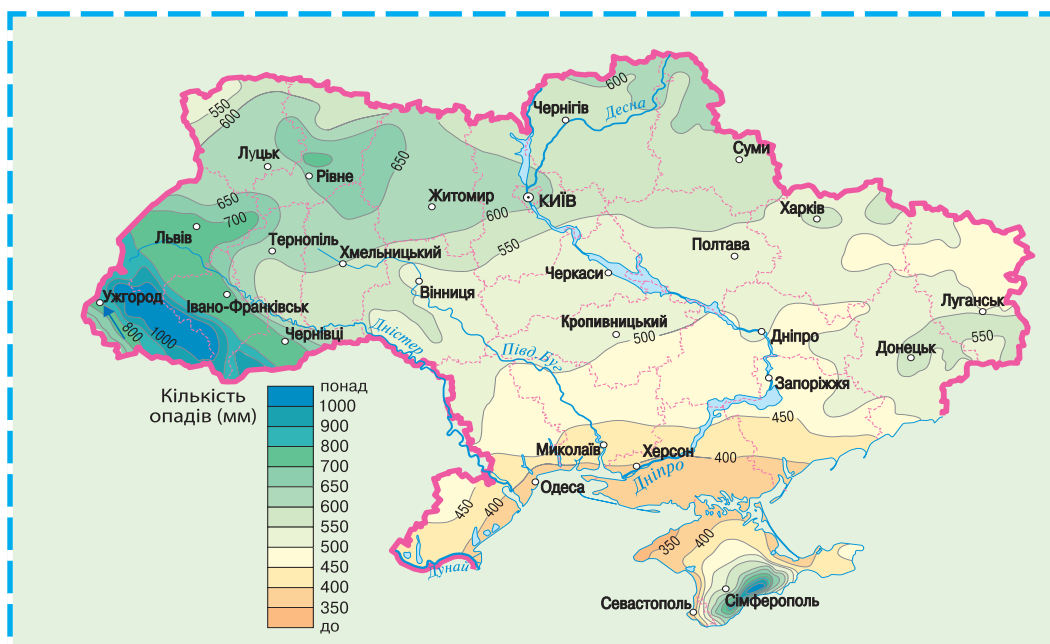 550
600
600
Чернігів
Десна
Суми
Луцьк
Рівне
650
Житомир
КИЇВ
600
650
700
Львів
Тернопіль
Хмельницький
550
Харків
Полтава
Черкаси
Вінниця
Ужгород
Івано-Франківськ
800
1000
Чернівці
Дністер
Півд.Буг
Кропивницький
500
Дніпро
Луганськ
550
Донецьк
Запоріжжя
450
400
Миколаїв
Херсон
Дніпро
Одеса
450
400
Дунай
350
400
Севастополь
Сімферополь
Кількість
опадів (мм)
понад
1000
900
800
700
650
600
550
500
450
400
350
до